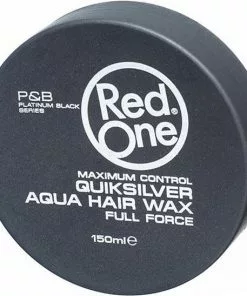 P&B
PLATINUM BLACK
SERIES
Red®
One
MAXIMUM CONTROL
QUIKSILVER
AQUA HAIR WAX
FULL FORCE
150ml e